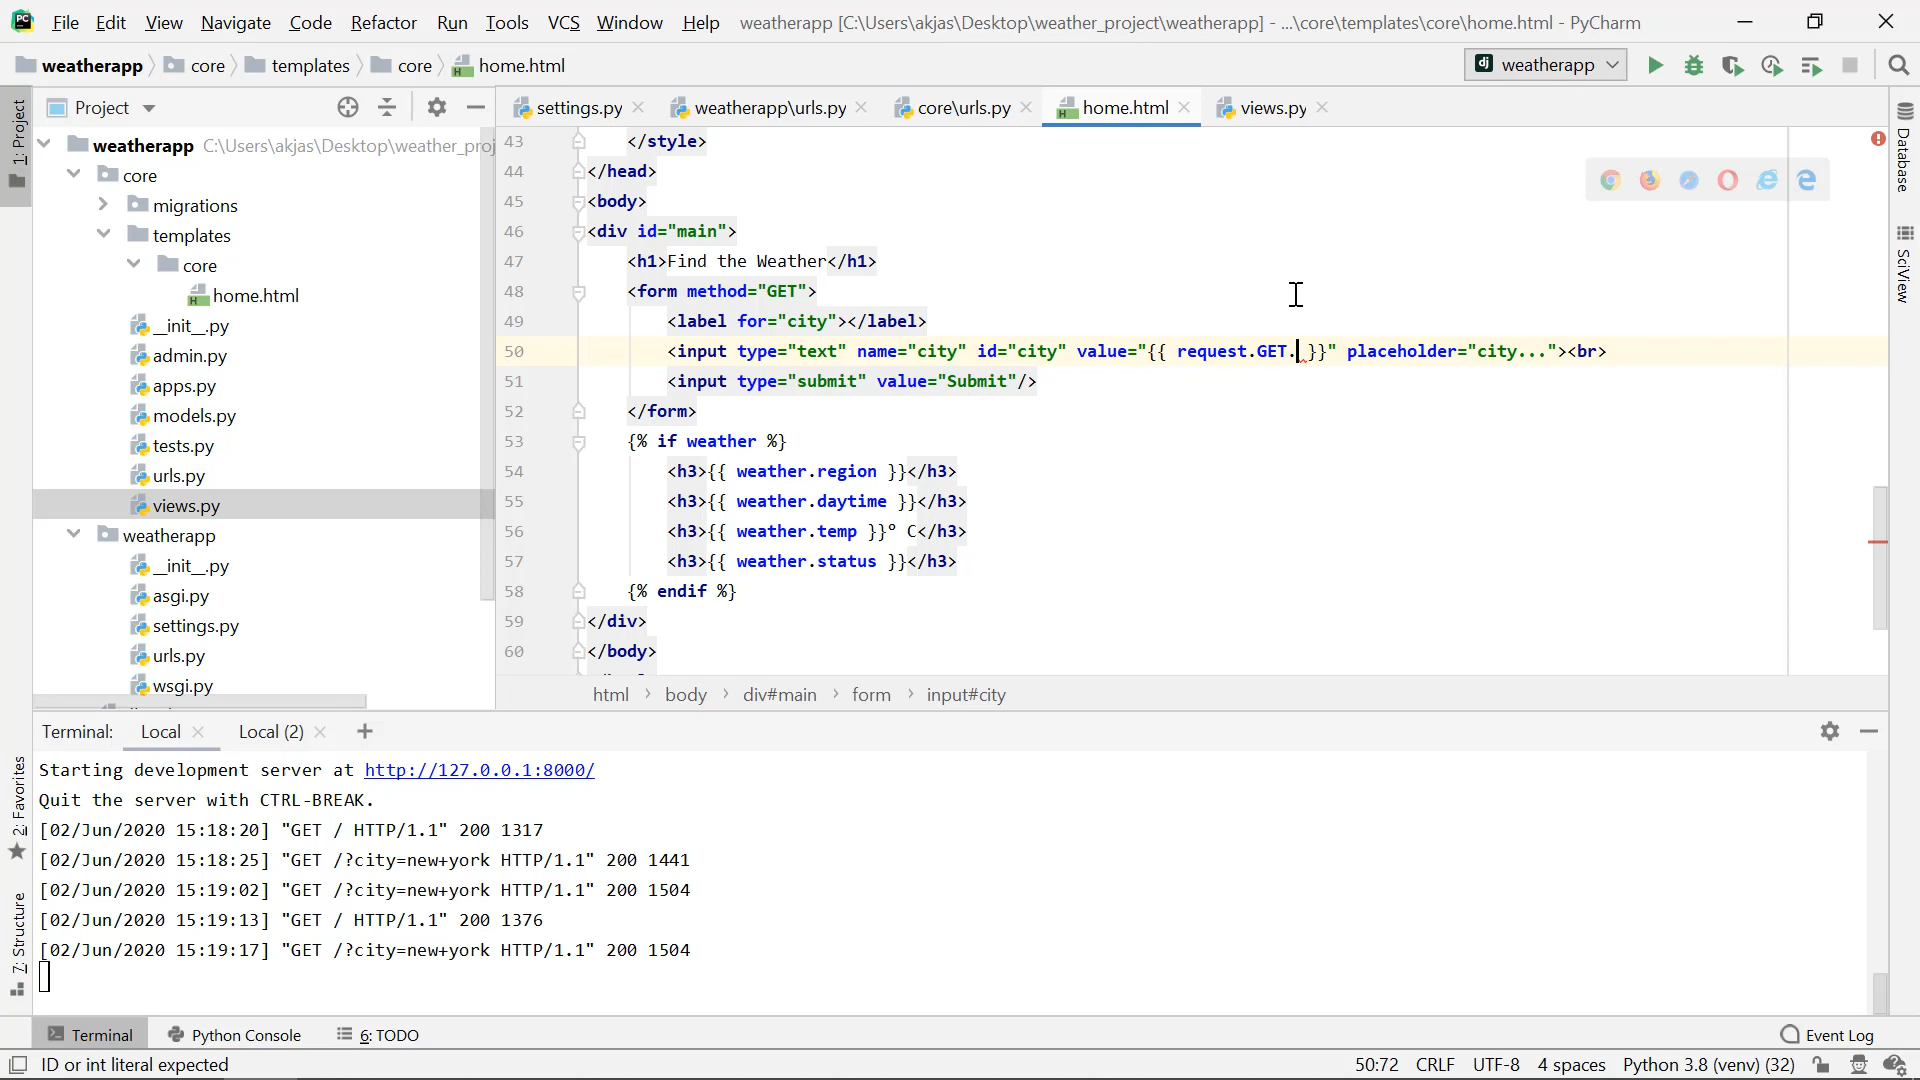 PC File Edit View Navigate Code Refactor Run Tools VCS Window Help weatherapp [C:\Users\akjas\Desktop\weather_project\weatherapp] - ...\core\templates\core\home.html - PyCharm
weatherapp core templates core home.html
dj weatherapp
1: Project
Project
settings.py weatherapp\urls.py core\urls.py home.html views.py
weatherapp C:\Users\akjas\Desktop\weather_proj
core
migrations
templates
core
home.html
__init__.py
admin.py
apps.py
models.py
tests.py
urls.py
views.py
weatherapp
__init__.py
asgi.py
settings.py
urls.py
wsgi.py
43 </style>
44 </head>
45 <body>
46 <div id="main">
47 <h1>Find the Weather</h1>
48 <form method="GET">
49 <label for="city"></label>
50 <input type="text" name="city" id="city" value="{{ request.GET. }}" placeholder="city..."><br>
51 <input type="submit" value="Submit"/>
52 </form>
53 {% if weather %}
54 <h3>{{ weather.region }}</h3>
55 <h3>{{ weather.daytime }}</h3>
56 <h3>{{ weather.temp }}° C</h3>
57 <h3>{{ weather.status }}</h3>
58 {% endif %}
59 </div>
60 </body>
html body div#main form input#city
Database
SciView
Terminal: Local Local (2)
Starting development server at http://127.0.0.1:8000/
Quit the server with CTRL-BREAK.
[02/Jun/2020 15:18:20] "GET / HTTP/1.1" 200 1317
[02/Jun/2020 15:18:25] "GET /?city=new+york HTTP/1.1" 200 1441
[02/Jun/2020 15:19:02] "GET /?city=new+york HTTP/1.1" 200 1504
[02/Jun/2020 15:19:13] "GET / HTTP/1.1" 200 1376
[02/Jun/2020 15:19:17] "GET /?city=new+york HTTP/1.1" 200 1504
2: Favorites
7: Structure
Terminal Python Console 6: TODO Event Log
ID or int literal expected 50:72 CRLF UTF-8 4 spaces Python 3.8 (venv) (32)